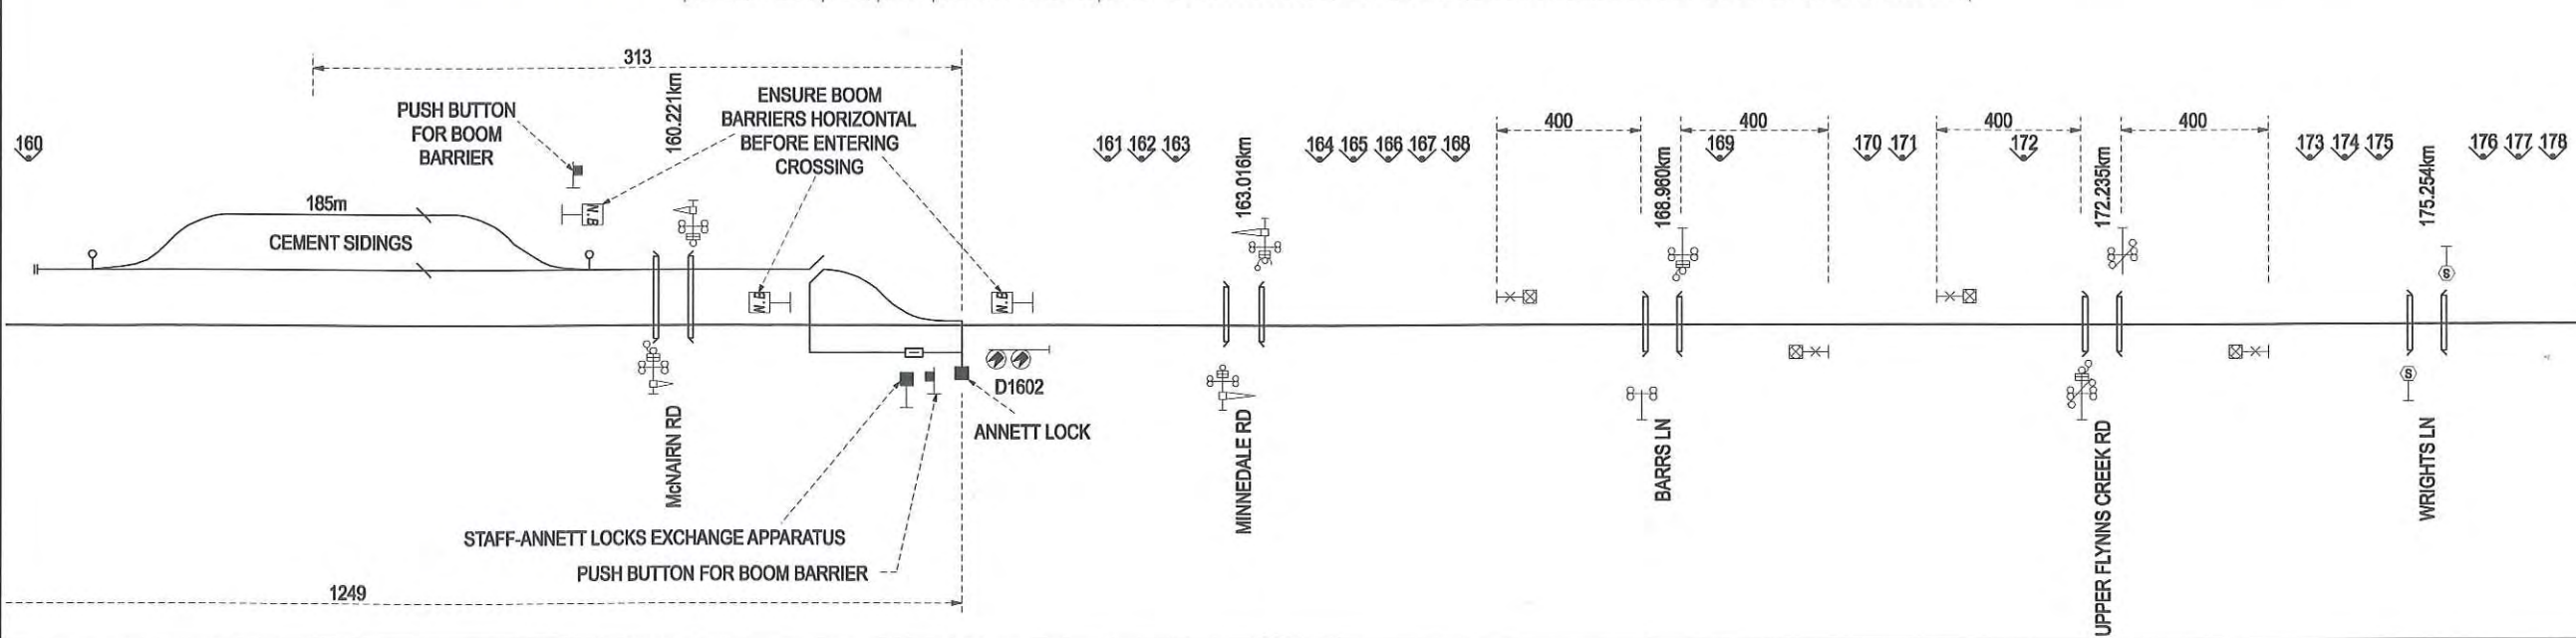 313
160.221km
PUSH BUTTON
FOR BOOM
BARRIER
ENSURE BOOM
BARRIERS HORIZONTAL
BEFORE ENTERING
CROSSING
160
161 162 163
163.016km
164 165 166 167 168
400
400
168.960km
169
170 171
400
400
172
172.235km
173 174 175
175.254km
176 177 178
185m
CEMENT SIDINGS
N.B
N.B
N.B
McNAIRN RD
D1602
ANNETT LOCK
MINNEDALE RD
BARRS LN
UPPER FLYNNS CREEK RD
S
S
WRIGHTS LN
STAFF-ANNETT LOCKS EXCHANGE APPARATUS
PUSH BUTTON FOR BOOM BARRIER
1249